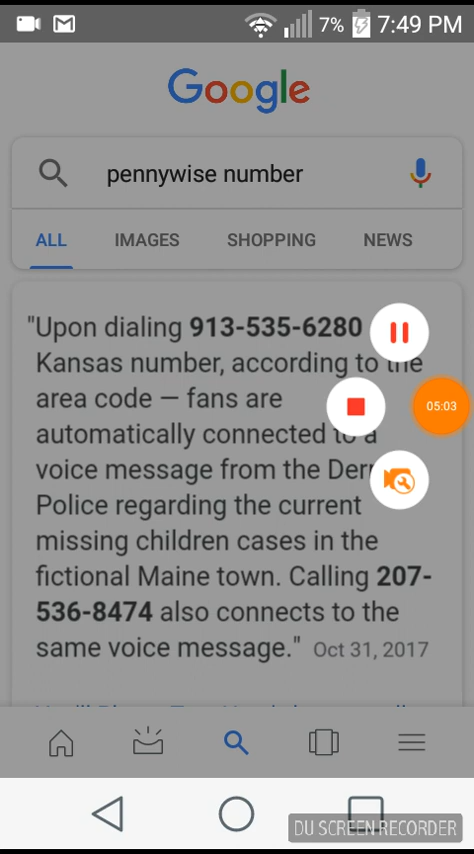 7% 7:49 PM
Google
pennywise number
ALL IMAGES SHOPPING NEWS
"Upon dialing 913-535-6280
Kansas number, according to the
area code — fans are
05:03
automatically connected to a
voice message from the Derr
Police regarding the current
missing children cases in the
fictional Maine town. Calling 207-
536-8474 also connects to the
same voice message." Oct 31, 2017
DU SCREEN RECORDER